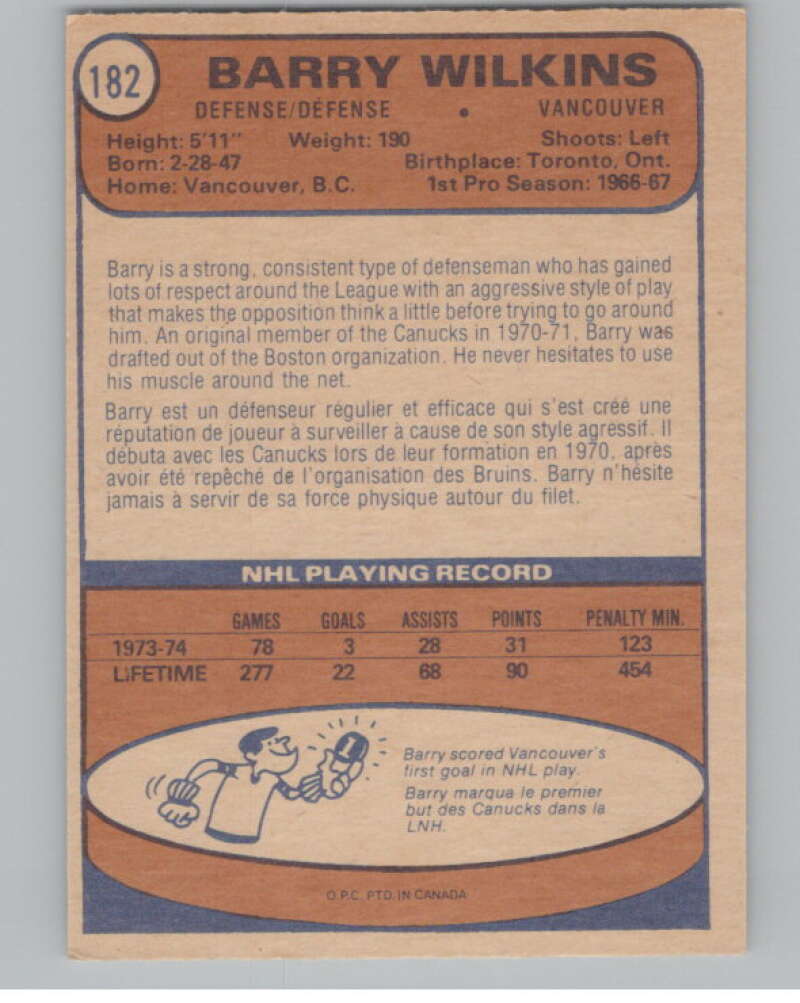 182
BARRY WILKINS
DEFENSE/DÉFENSE • VANCOUVER
Height: 5'11" Weight: 190 Shoots: Left
Born: 2-28-47 Birthplace: Toronto, Ont.
Home: Vancouver, B.C. 1st Pro Season: 1966-67
Barry is a strong, consistent type of defenseman who has gained
lots of respect around the League with an aggressive style of play
that makes the opposition think a little before trying to go around
him. An original member of the Canucks in 1970-71, Barry was
drafted out of the Boston organization. He never hesitates to use
his muscle around the net.
Barry est un défenseur régulier et efficace qui s'est créé une
réputation de joueur à surveiller à cause de son style agressif. Il
débuta avec les Canucks lors de leur formation en 1970, après
avoir été repêché de l'organisation des Bruins. Barry n'hésite
jamais à servir de sa force physique autour du filet.
NHL PLAYING RECORD
GAMES GOALS ASSISTS POINTS PENALTY MIN.
1973-74 78 3 28 31 123
LIFETIME 277 22 68 90 454
1
Barry scored Vancouver's
first goal in NHL play.
Barry marqua le premier
but des Canucks dans la
LNH.
O.P.C. PTD. IN CANADA